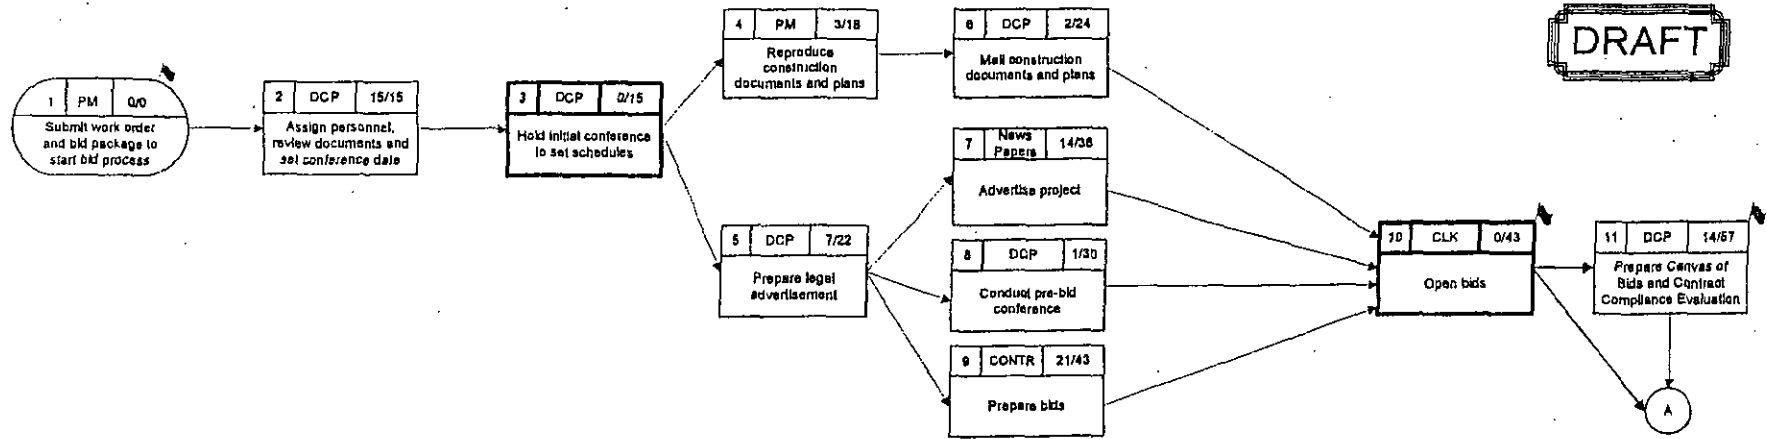 DRAFT
1 PM 0/0
Submit work order
and bid package to
start bid process
2 DCP 15/15
Assign personnel,
review documents and
set conference date
3 DCP 0/15
Hold initial conference
to set schedules
4 PM 3/18
Reproduce
construction
documents and plans
5 DCP 7/22
Prepare legal
advertisement
6 DCP 2/24
Mail construction
documents and plans
7 News
Papers 14/36
Advertise project
8 DCP 1/30
Conduct pre-bid
conference
9 CONTR 21/43
Prepare bids
10 CLK 0/43
Open bids
11 DCP 14/57
Prepare Canvas of
Bids and Contract
Compliance Evaluation
A